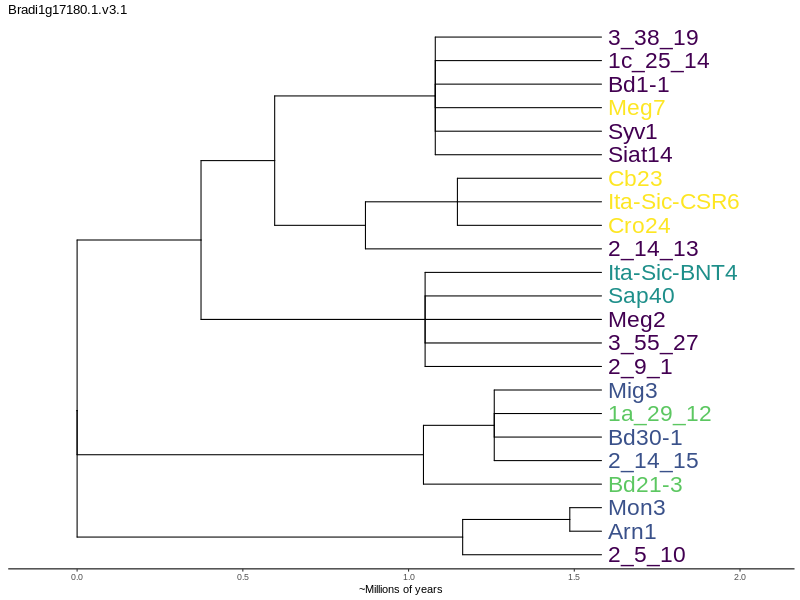 Bradi1g17180.1.v3.1
3_38_19
1c_25_14
Bd1-1
Meg7
Syv1
Siat14
Cb23
Ita-Sic-CSR6
Cro24
2_14_13
Ita-Sic-BNT4
Sap40
Meg2
3_55_27
2_9_1
Mig3
1a_29_12
Bd30-1
2_14_15
Bd21-3
Mon3
Arn1
2_5_10
0.0 0.5 1.0 1.5 2.0
~Millions of years